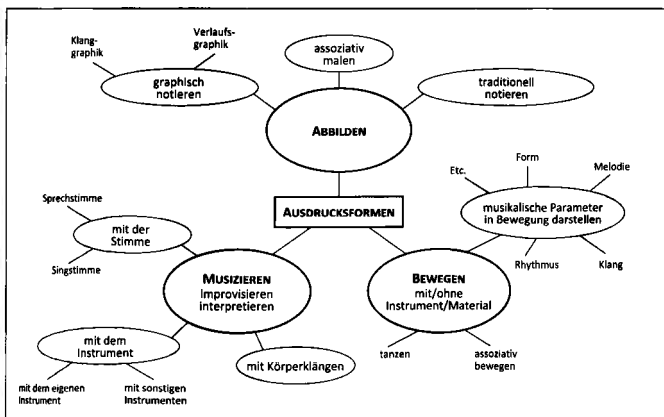 Klang-
graphik
Verlaufs-
graphik
graphisch
notieren
assoziativ
malen
traditionell
notieren
ABBILDEN
AUSDRUCKSFORMEN
Sprechstimme
mit der
Stimme
Singstimme
MUSIZIEREN
Improvisieren
interpretieren
mit dem
Instrument
mit dem eigenen
Instrument
mit sonstigen
Instrumenten
mit Körperklängen
BEWEGEN
mit/ohne
Instrument/Material
tanzen
assoziativ
bewegen
musikalische Parameter
in Bewegung darstellen
Etc.
Form
Melodie
Rhythmus
Klang